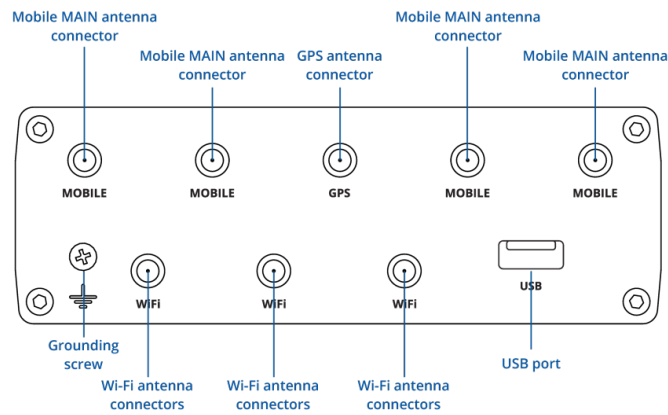 Mobile MAIN antenna
connector
Mobile MAIN antenna
connector
GPS antenna
connector
Mobile MAIN antenna
connector
Mobile MAIN antenna
connector
MOBILE
MOBILE
GPS
MOBILE
MOBILE
WiFi
WiFi
WiFi
USB
Grounding
screw
Wi-Fi antenna
connectors
Wi-Fi antenna
connectors
Wi-Fi antenna
connectors
USB port